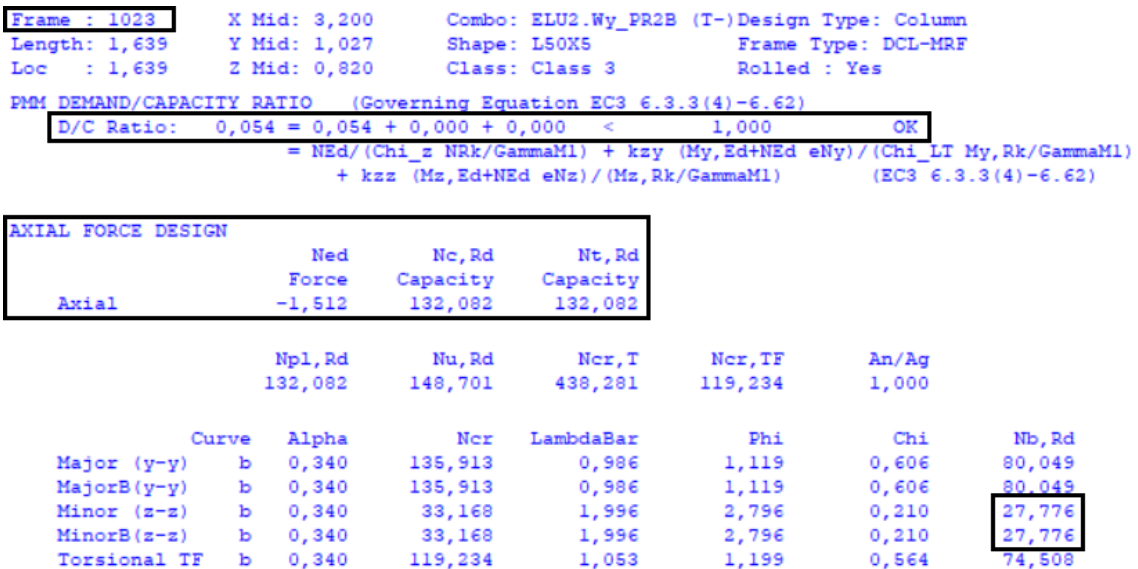 Frame : 1023 X Mid: 3,200 Combo: ELU2.Wy_PR2B (T-) Design Type: Column
Length: 1,639 Y Mid: 1,027 Shape: L50X5 Frame Type: DCL-MRF
Loc : 1,639 Z Mid: 0,820 Class: Class 3 Rolled : Yes
PMM DEMAND/CAPACITY RATIO (Governing Equation EC3 6.3.3(4)-6.62)
D/C Ratio: 0,054 = 0,054 + 0,000 + 0,000 < 1,000 OK
= NEd/(Chi_z NRk/GammaM1) + kzy (My,Ed+NEd eNy)/(Chi_LT My,Rk/GammaM1)
+ kzz (Mz,Ed+NEd eNz)/(Mz,Rk/GammaM1) (EC3 6.3.3(4)-6.62)
AXIAL FORCE DESIGN
Ned Nc,Rd Nt,Rd
Force Capacity Capacity
Axial -1,512 132,082 132,082
Npl,Rd Nu,Rd Ncr,T Ncr,TF An/Ag
132,082 148,701 438,281 119,234 1,000
Curve Alpha Ncr LambdaBar Phi Chi Nb,Rd
Major (y-y) b 0,340 135,913 0,986 1,119 0,606 80,049
MajorB(y-y) b 0,340 135,913 0,986 1,119 0,606 80,049
Minor (z-z) b 0,340 33,168 1,996 2,796 0,210 27,776
MinorB(z-z) b 0,340 33,168 1,996 2,796 0,210 27,776
Torsional TF b 0,340 119,234 1,053 1,199 0,564 74,508